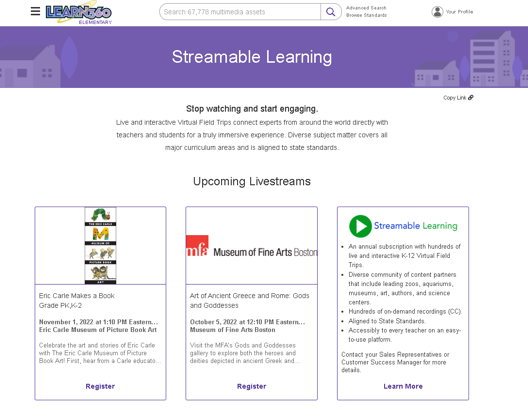 LEARN360
ELEMENTARY
Search 67,778 multimedia assets
Advanced Search
Browse Standards
Your Profile
Streamable Learning
Copy Link
Stop watching and start engaging.
Live and interactive Virtual Field Trips connect experts from around the world directly with
teachers and students for a truly immersive experience. Diverse subject matter covers all
major curriculum areas and is aligned to state standards.
Upcoming Livestreams
THE ERIC CARLE
MUSEUM OF
PICTURE BOOK
ART
Eric Carle Makes a Book
Grade PK,K-2
November 1, 2022 at 1:10 PM Eastern...
Eric Carle Museum of Picture Book Art
Celebrate the art and stories of Eric Carle
with The Eric Carle Museum of Picture
Book Art! First, hear from a Carle educato...
Register
mfa
Museum of Fine Arts Boston
Art of Ancient Greece and Rome: Gods
and Goddesses
October 5, 2022 at 12:10 PM Eastern...
Museum of Fine Arts Boston
Visit the MFA's Gods and Goddesses
gallery to explore both the heroes and
deities depicted in ancient Greek and...
Register
Streamable Learning
• An annual subscription with hundreds of
live and interactive K-12 Virtual Field
Trips.
• Diverse community of content partners
that include leading zoos, aquariums,
museums, art, authors, and science
centers.
• Hundreds of on-demand recordings (CC).
• Aligned to State Standards.
• Accessibly to every teacher on an easy-
to-use platform.
Contact your Sales Representatives or
Customer Success Manager for more
details.
Learn More